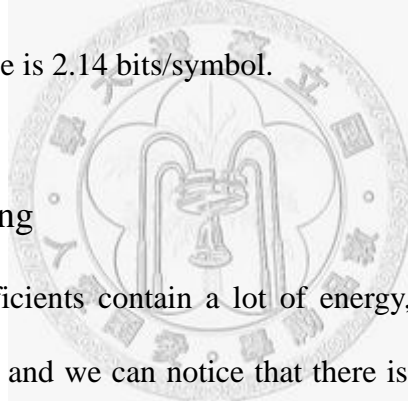 e is 2.14 bits/symbol.
ng
ficients contain a lot of energy,
and we can notice that there is